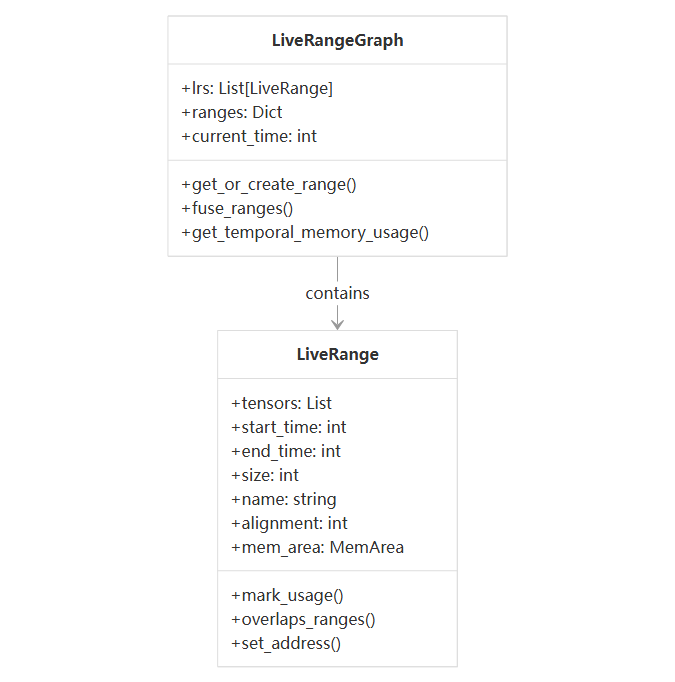 LiveRangeGraph
+lrs: List[LiveRange]
+ranges: Dict
+current_time: int
+get_or_create_range()
+fuse_ranges()
+get_temporal_memory_usage()
contains
LiveRange
+tensors: List
+start_time: int
+end_time: int
+size: int
+name: string
+alignment: int
+mem_area: MemArea
+mark_usage()
+overlaps_ranges()
+set_address()